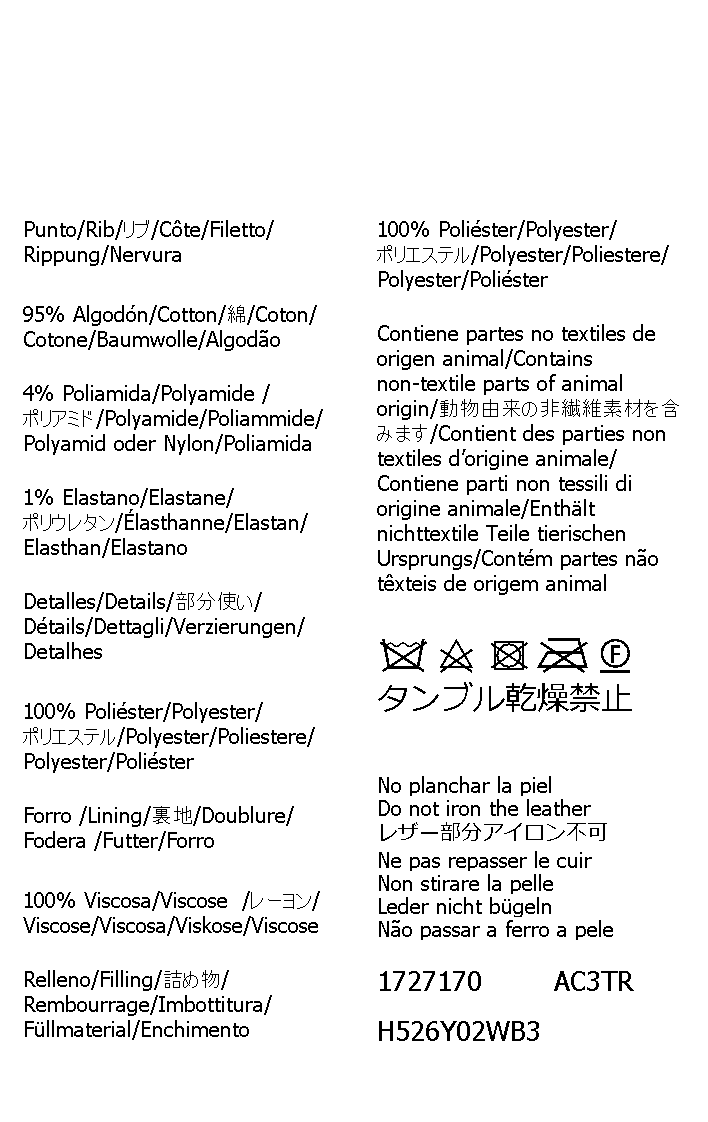 Punto/Rib/リブ/Côte/Filetto/
Rippung/Nervura
95% Algodón/Cotton/綿/Coton/
Cotone/Baumwolle/Algodão
4% Poliamida/Polyamide /
ポリアミド/Polyamide/Poliammide/
Polyamid oder Nylon/Poliamida
1% Elastano/Elastane/
ポリウレタン/Élasthanne/Elastan/
Elasthan/Elastano
Detalles/Details/部分使い/
Détails/Dettagli/Verzierungen/
Detalhes
100% Poliéster/Polyester/
ポリエステル/Polyester/Poliestere/
Polyester/Poliéster
Forro /Lining/裏地/Doublure/
Fodera /Futter/Forro
100% Viscosa/Viscose  /レーヨン/
Viscose/Viscosa/Viskose/Viscose
Relleno/Filling/詰め物/
Rembourrage/Imbottitura/
Füllmaterial/Enchimento
100% Poliéster/Polyester/
ポリエステル/Polyester/Poliestere/
Polyester/Poliéster
Contiene partes no textiles de
origen animal/Contains
non-textile parts of animal
origin/動物由来の非繊維素材を含
みます/Contient des parties non
textiles d’origine animale/
Contiene parti non tessili di
origine animale/Enthält
nichttextile Teile tierischen
Ursprungs/Contém partes não
têxteis de origem animal
F
タンブル乾燥禁止
No planchar la piel
Do not iron the leather
レザー部分アイロン不可
Ne pas repasser le cuir
Non stirare la pelle
Leder nicht bügeln
Não passar a ferro a pele
1727170 AC3TR
H526Y02WB3